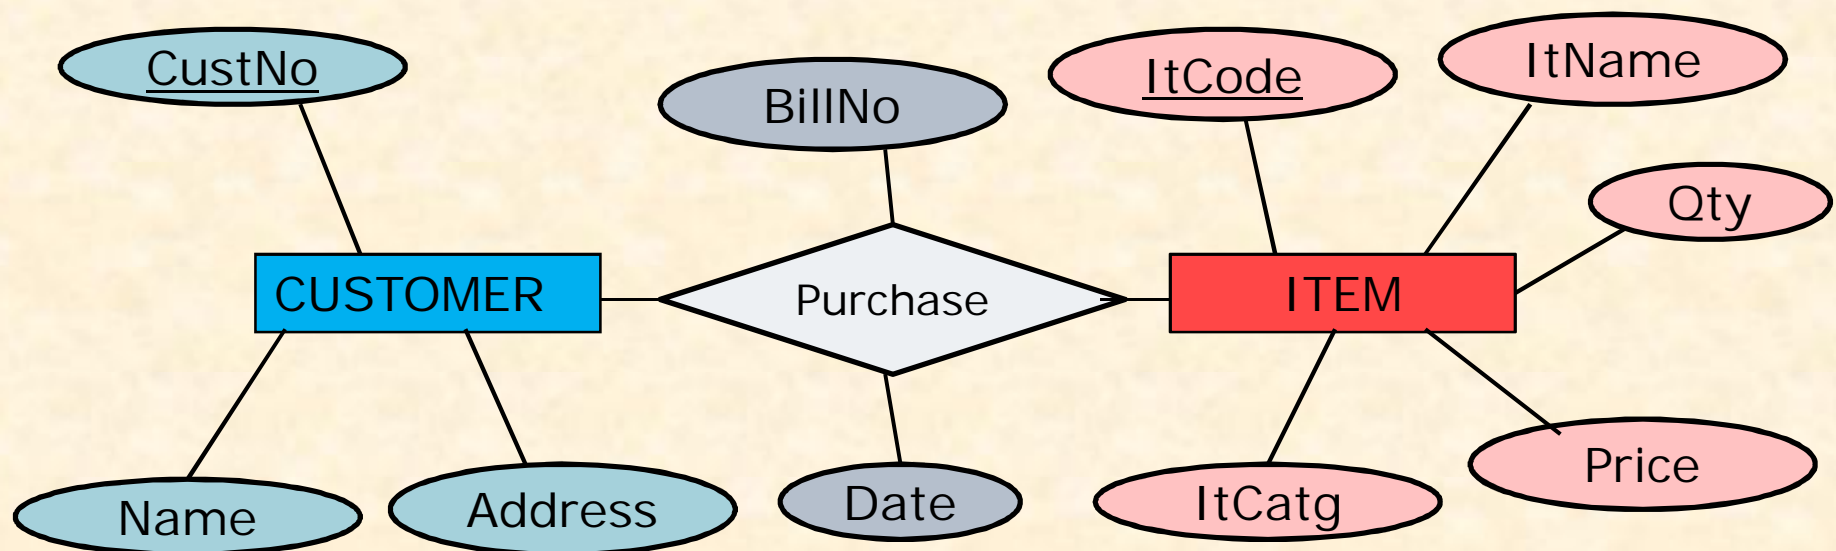 CustNo
BillNo
ItCode
ItName
Qty
CUSTOMER
Purchase
ITEM
Name
Address
Date
ItCatg
Price